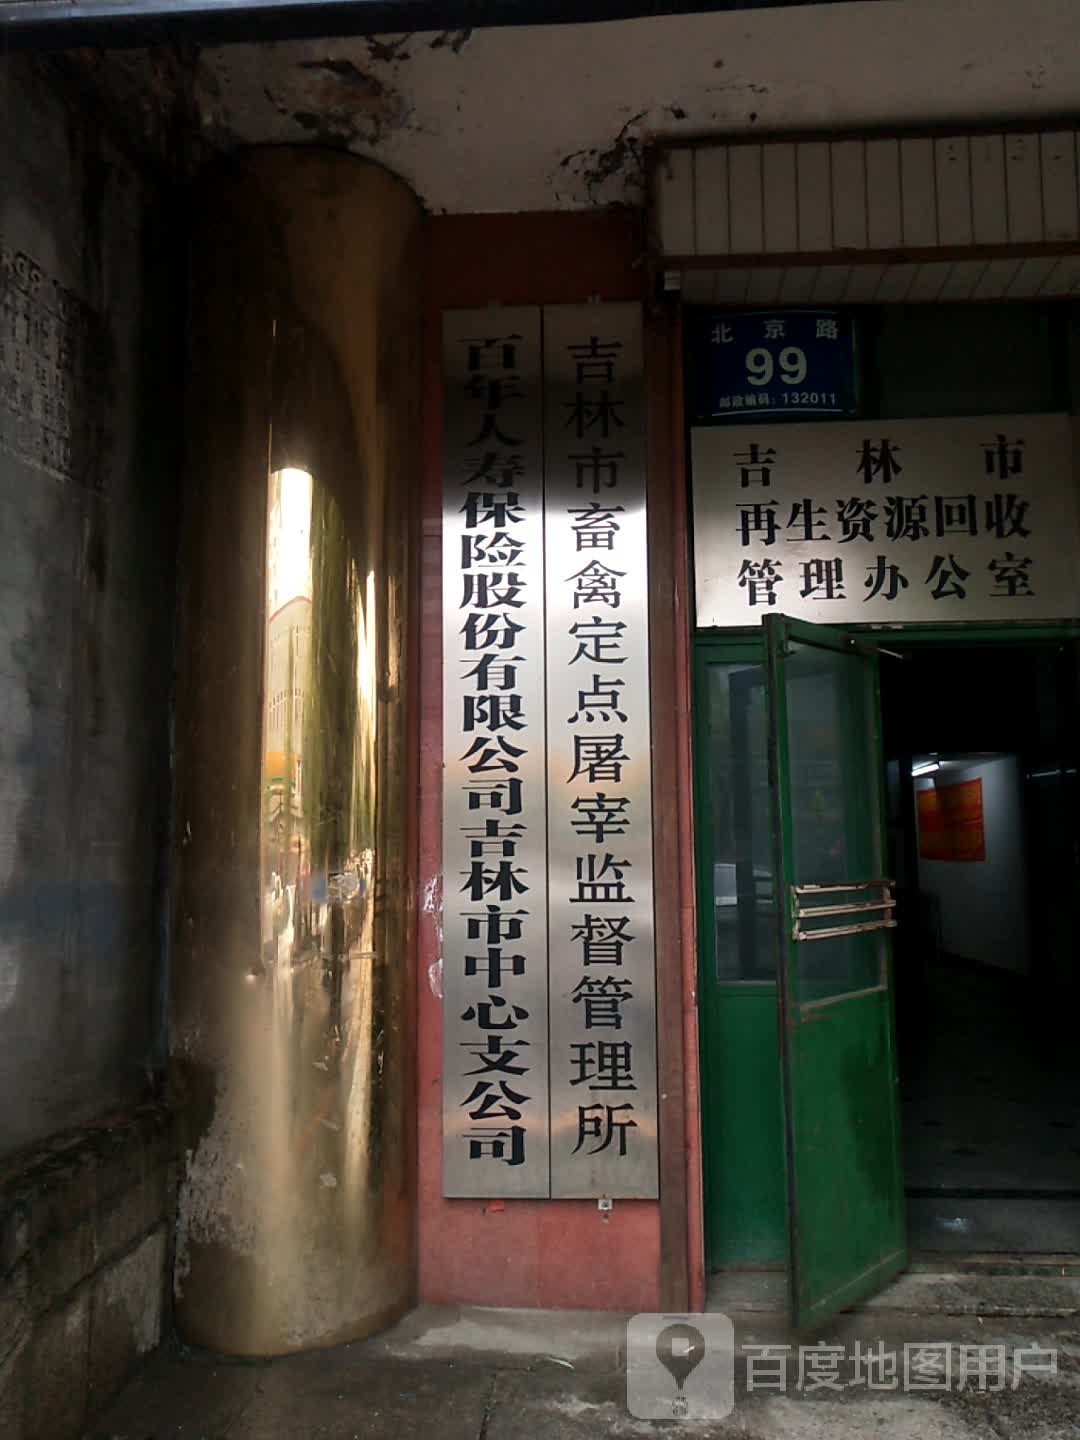 百年人寿保险股份有限公司吉林市中心支公司
吉林市畜禽定点屠宰监督管理所
北京路
99
邮政编码：132011
吉林市
再生资源回收
管理办公室
百度地图用户